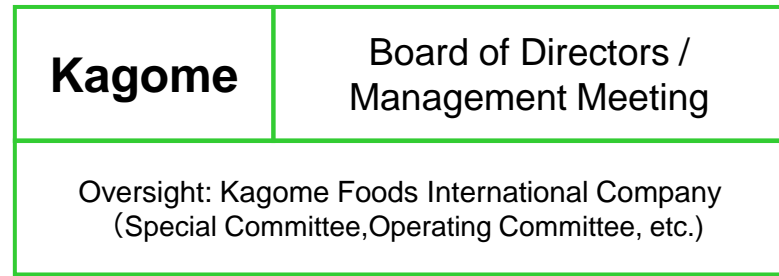 Kagome
Board of Directors /
Management Meeting
Oversight: Kagome Foods International Company
（Special Committee,Operating Committee, etc.)